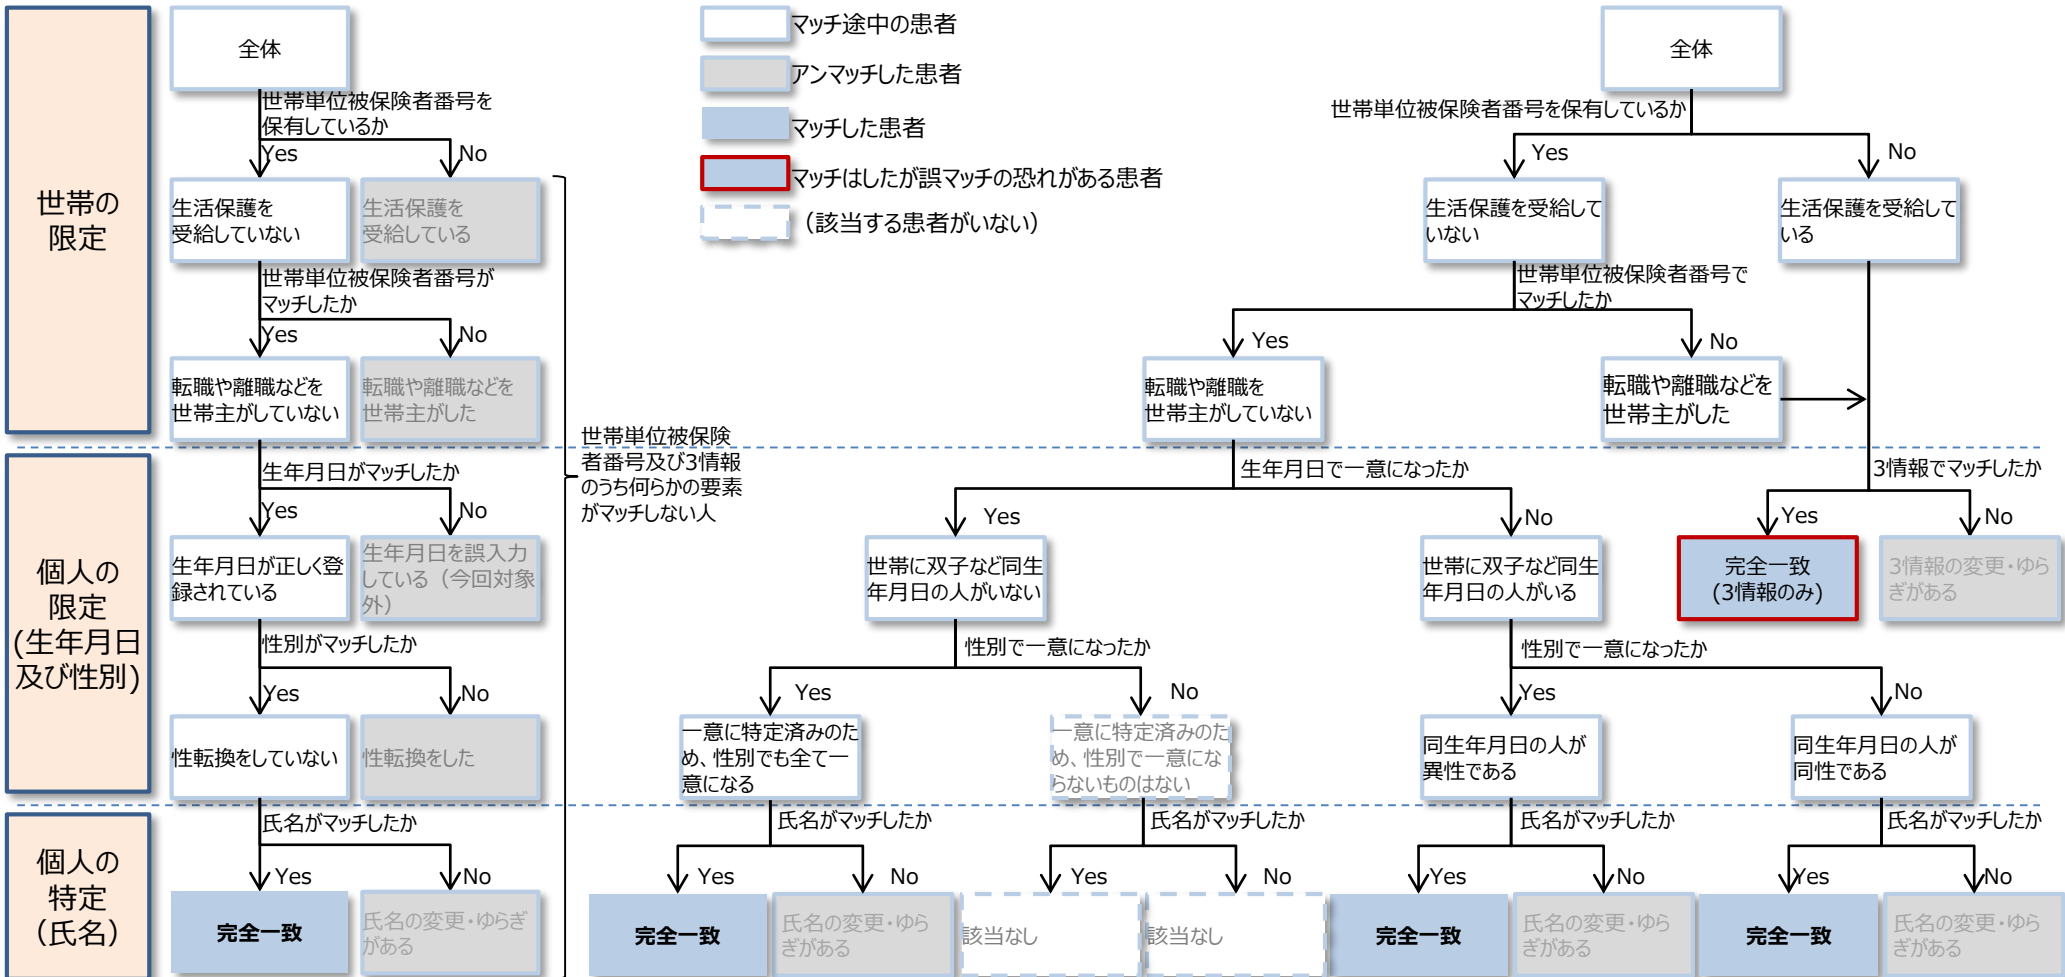 世帯の
限定
個人の
限定
(生年月日
及び性別)
個人の
特定
（氏名）
全体
世帯単位被保険者番号を
保有しているか
Yes
No
生活保護を
受給していない
生活保護を
受給している
世帯単位被保険者番号が
マッチしたか
Yes
No
転職や離職などを
世帯主がしていない
転職や離職などを
世帯主がした
生年月日がマッチしたか
Yes
No
生年月日が正しく登
録されている
生年月日を誤入力
している（今回対象
外）
性別がマッチしたか
Yes
No
性転換をしていない
性転換をした
氏名がマッチしたか
Yes
No
完全一致
氏名の変更・ゆらぎ
がある
世帯単位被保険
者番号及び3情報
のうち何らかの要素
がマッチしない人
マッチ途中の患者
アンマッチした患者
マッチした患者
マッチはしたが誤マッチの恐れがある患者
（該当する患者がいない）
全体
世帯単位被保険者番号を保有しているか
Yes
No
生活保護を受給して
いない
生活保護を受給して
いる
世帯単位被保険者番号で
マッチしたか
Yes
No
転職や離職を
世帯主がしていない
転職や離職などを
世帯主がした
生年月日で一意になったか
3情報でマッチしたか
Yes
No
Yes
No
世帯に双子など同生
年月日の人がいない
世帯に双子など同生
年月日の人がいる
完全一致
(3情報のみ)
3情報の変更・ゆら
ぎがある
性別で一意になったか
性別で一意になったか
Yes
No
Yes
No
一意に特定済みのた
め、性別でも全て一
意になる
一意に特定済みのた
め、性別で一意にな
らないものはない
同生年月日の人が
異性である
同生年月日の人が
同性である
氏名がマッチしたか
氏名がマッチしたか
氏名がマッチしたか
氏名がマッチしたか
Yes
No
Yes
No
Yes
No
Yes
No
完全一致
氏名の変更・ゆら
ぎがある
該当なし
該当なし
完全一致
氏名の変更・ゆら
ぎがある
完全一致
氏名の変更・ゆら
ぎがある